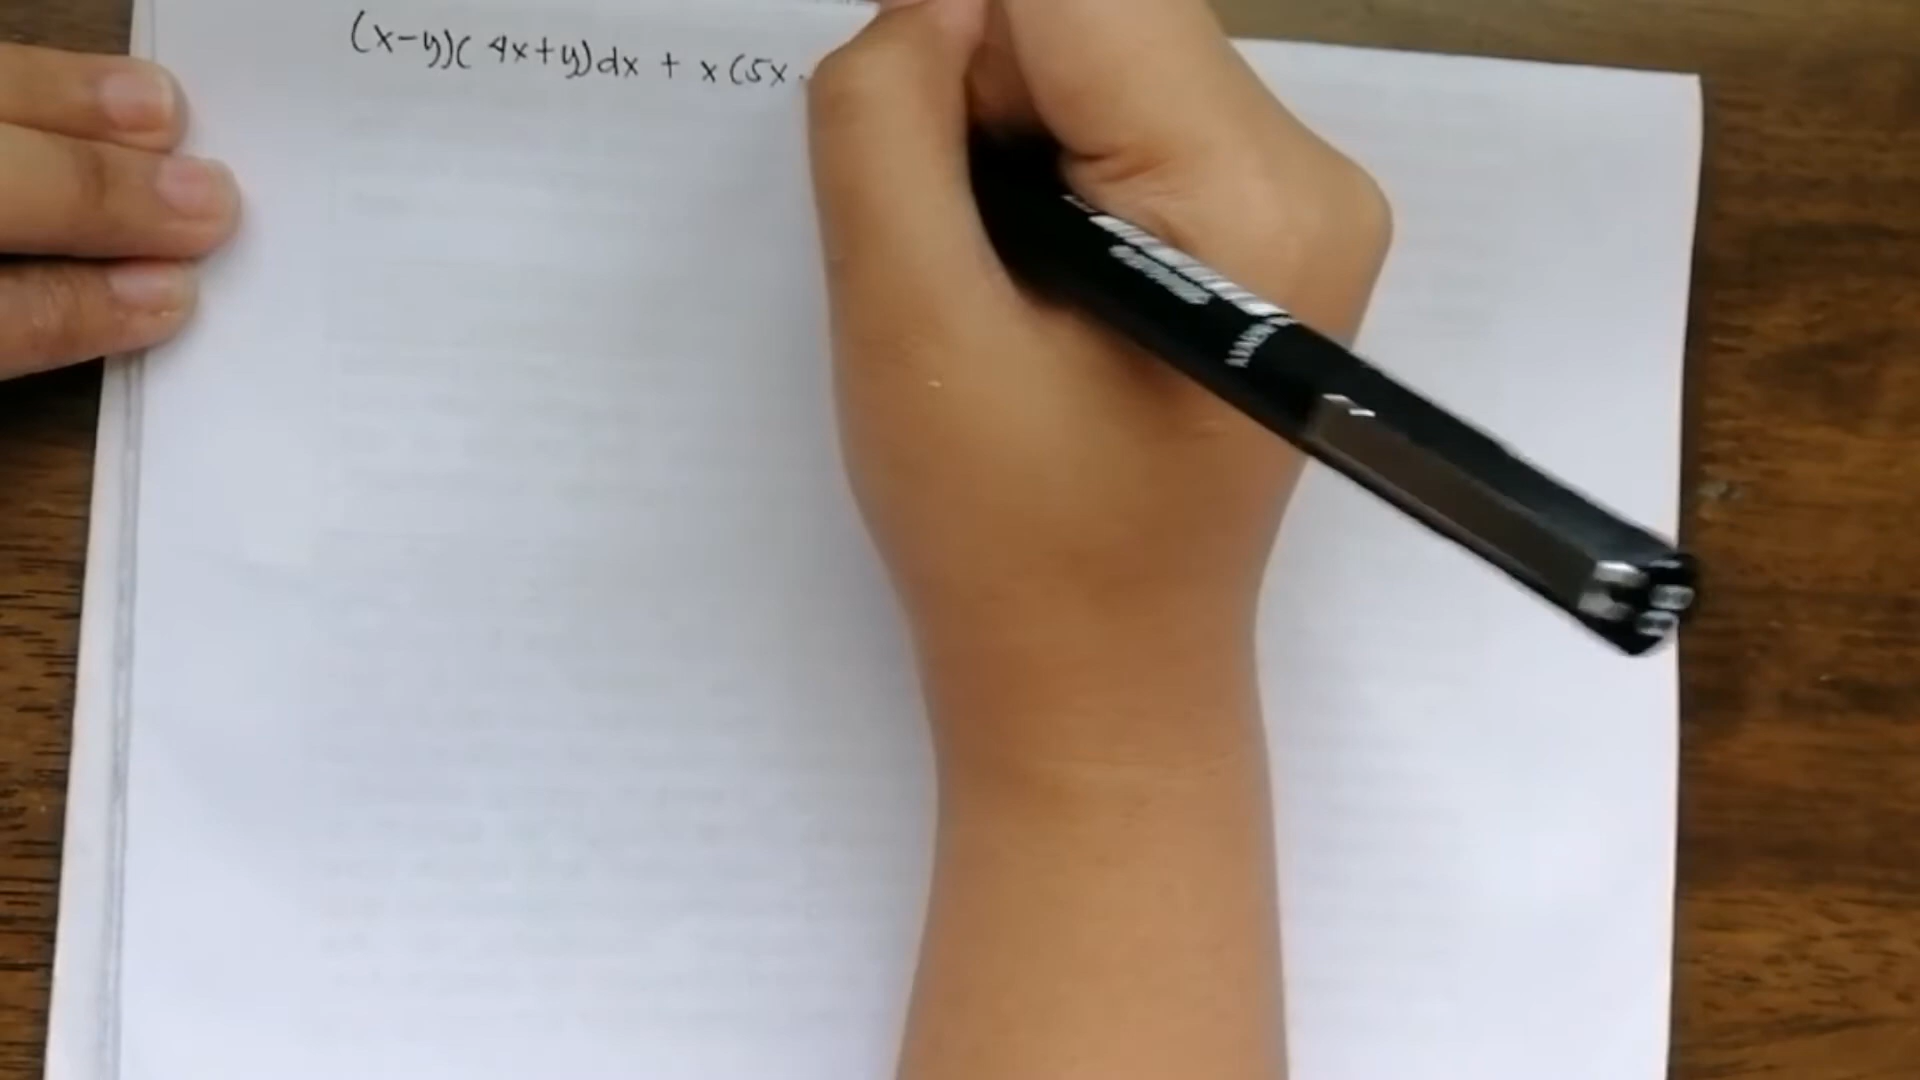 (x-y)(4x+y)dx + x(5x